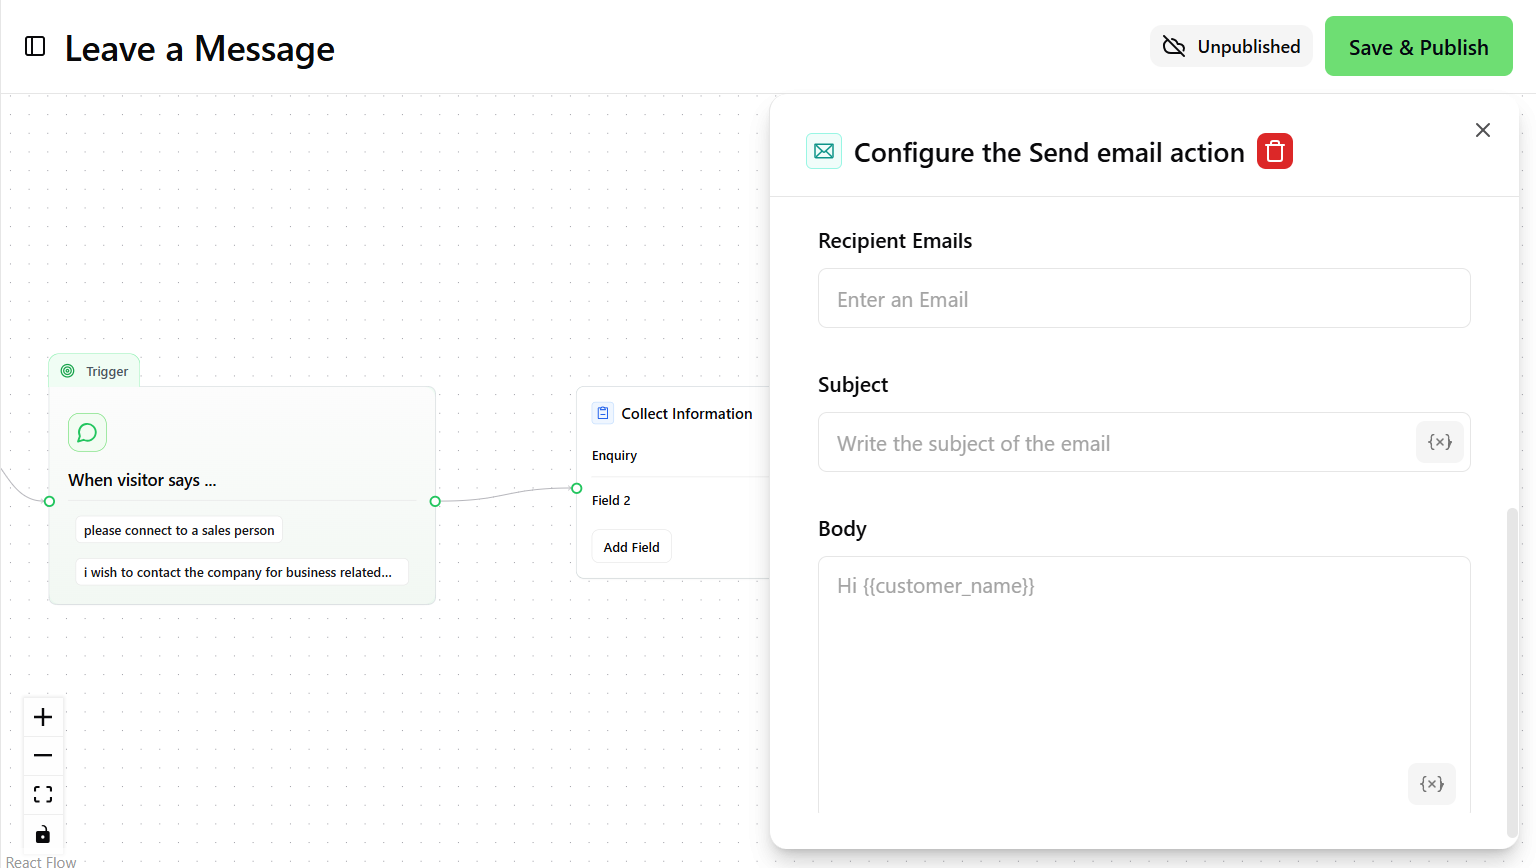 Leave a Message
Unpublished
Save & Publish
Configure the Send email action
Recipient Emails
Enter an Email
Subject
Write the subject of the email
{×}
Body
Hi {{customer_name}}
{×}
Trigger
When visitor says ...
please connect to a sales person
i wish to contact the company for business related...
Collect Information
Enquiry
Field 2
Add Field
React Flow